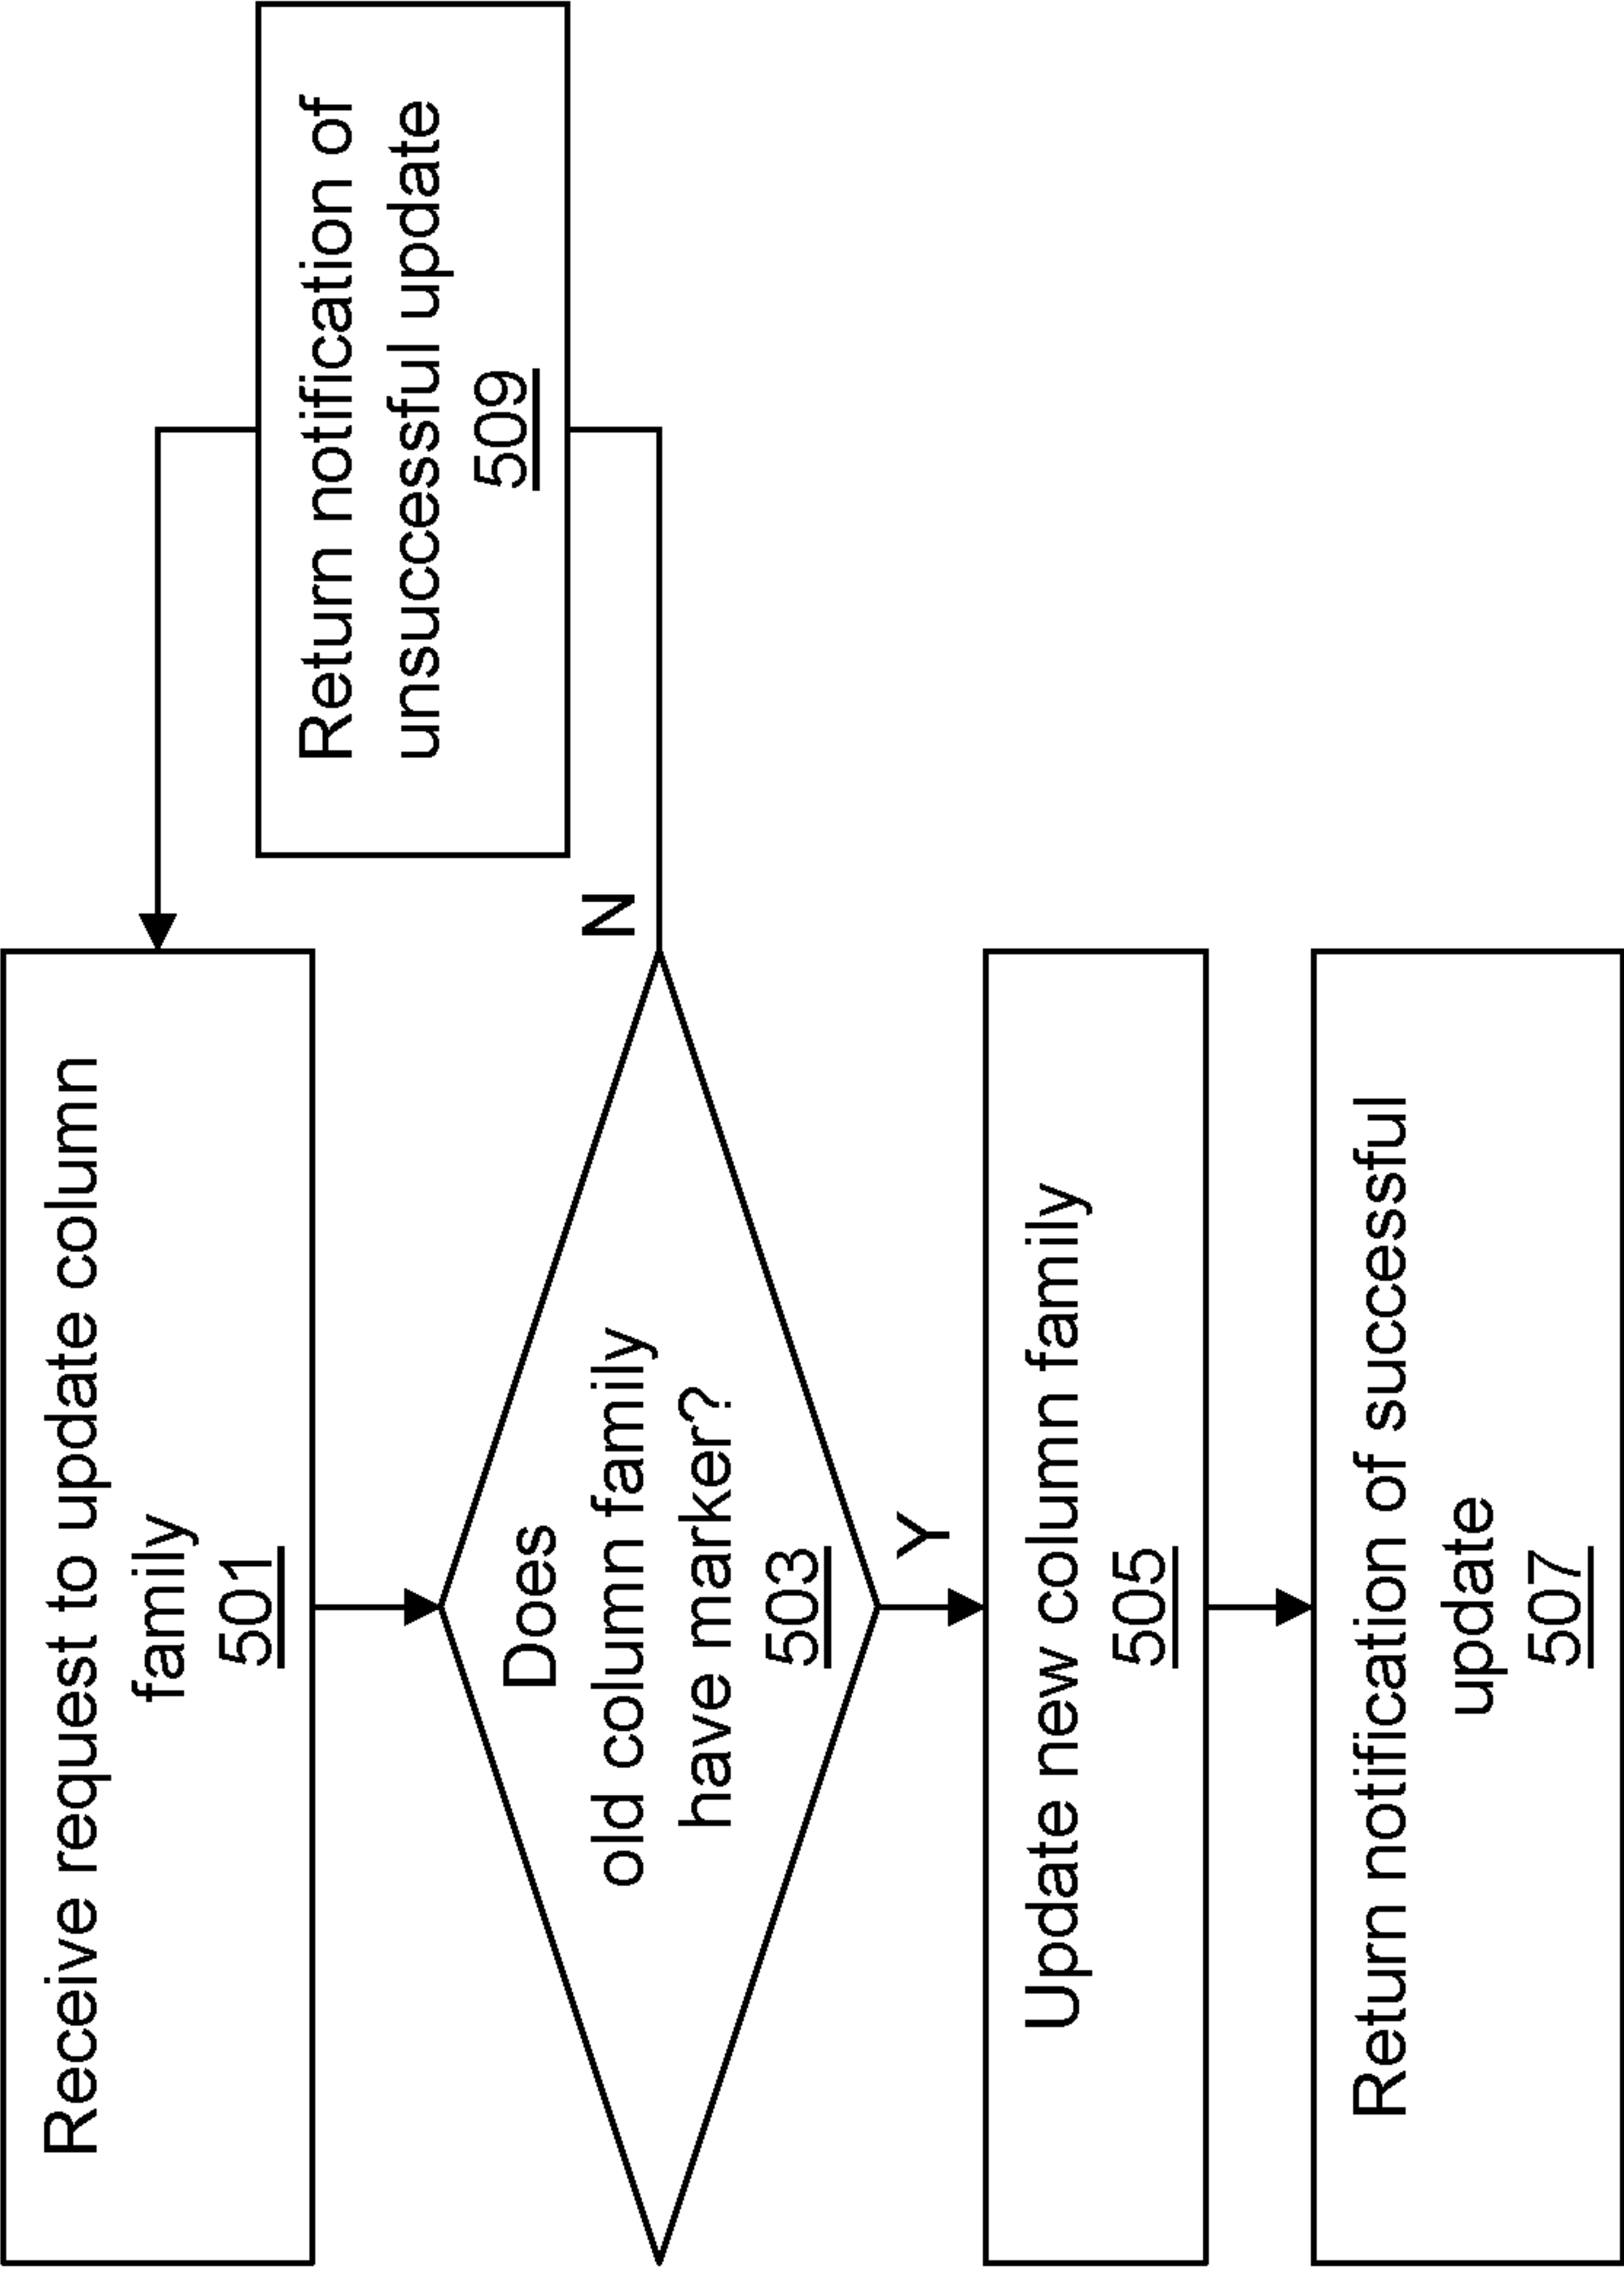 Receive request to update column
family
501
Does
old column family
have marker?
503
N
Return notification of
unsuccessful update
509
Y
Update new column family
505
Return notification of successful
update
507